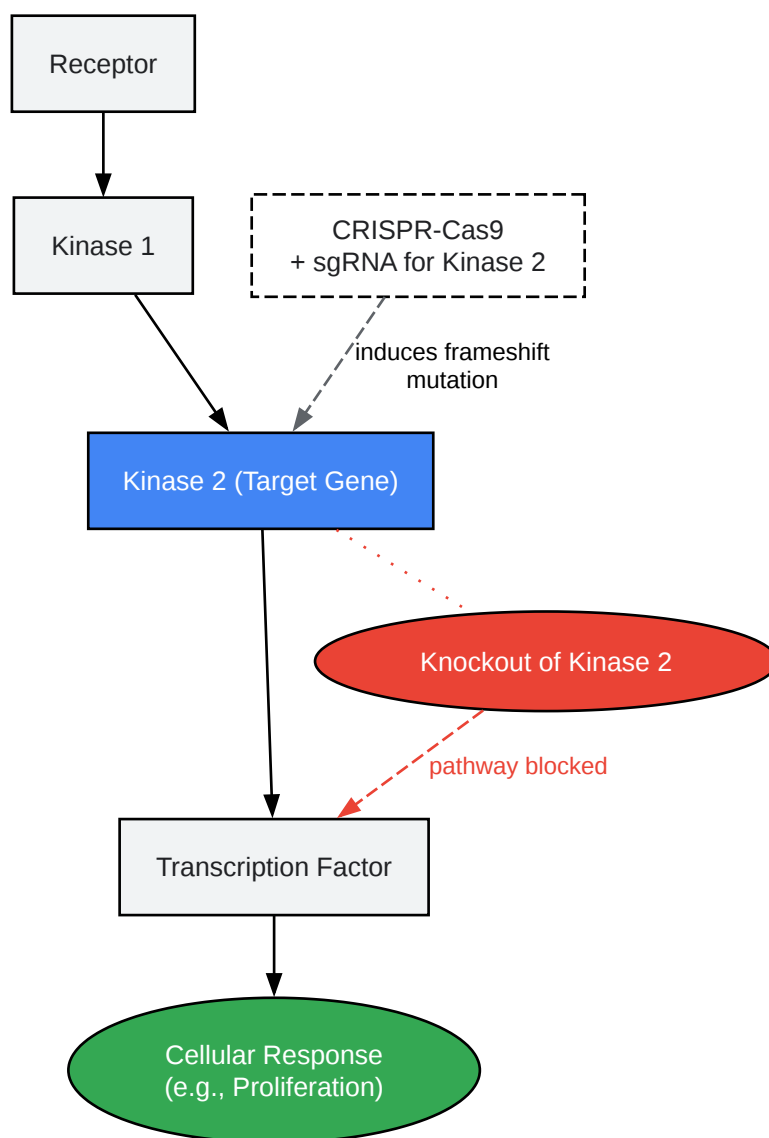 Receptor
Kinase 1
CRISPR-Cas9
+ sgRNA for Kinase 2
induces frameshift
mutation
Kinase 2 (Target Gene)
Knockout of Kinase 2
pathway blocked
Transcription Factor
Cellular Response
(e.g., Proliferation)